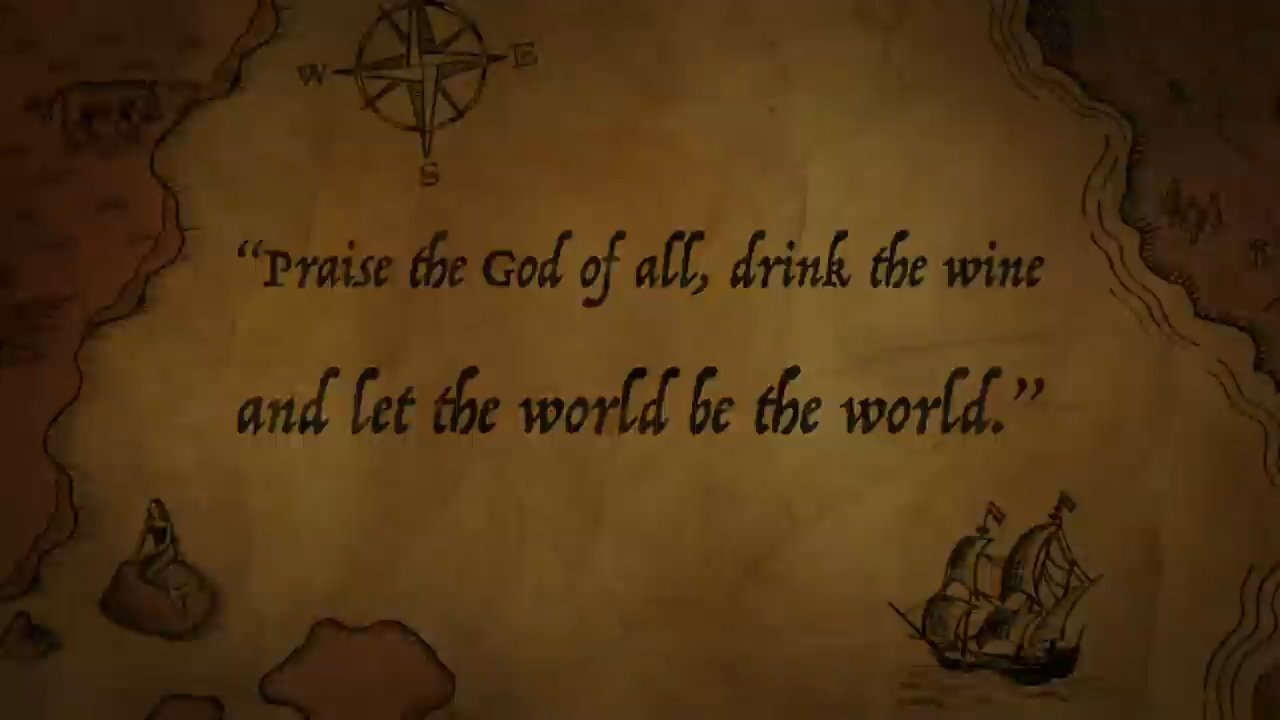 W E
S
“Praise the God of all, drink the wine
and let the world be the world.”